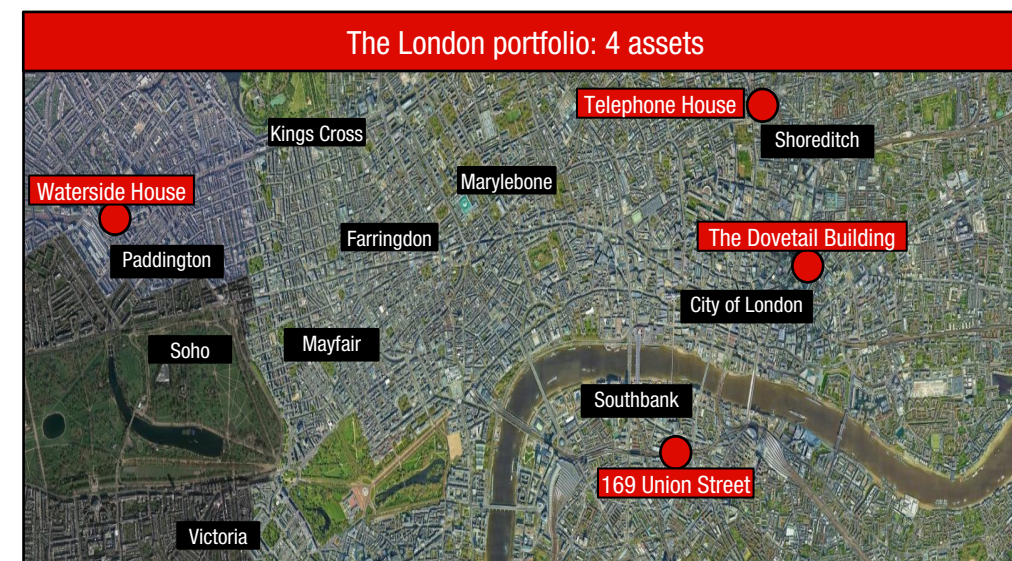 The London portfolio: 4 assets
Telephone House
Kings Cross
Shoreditch
Marylebone
Waterside House
Farringdon
The Dovetail Building
Paddington
City of London
Mayfair
Soho
Southbank
169 Union Street
Victoria